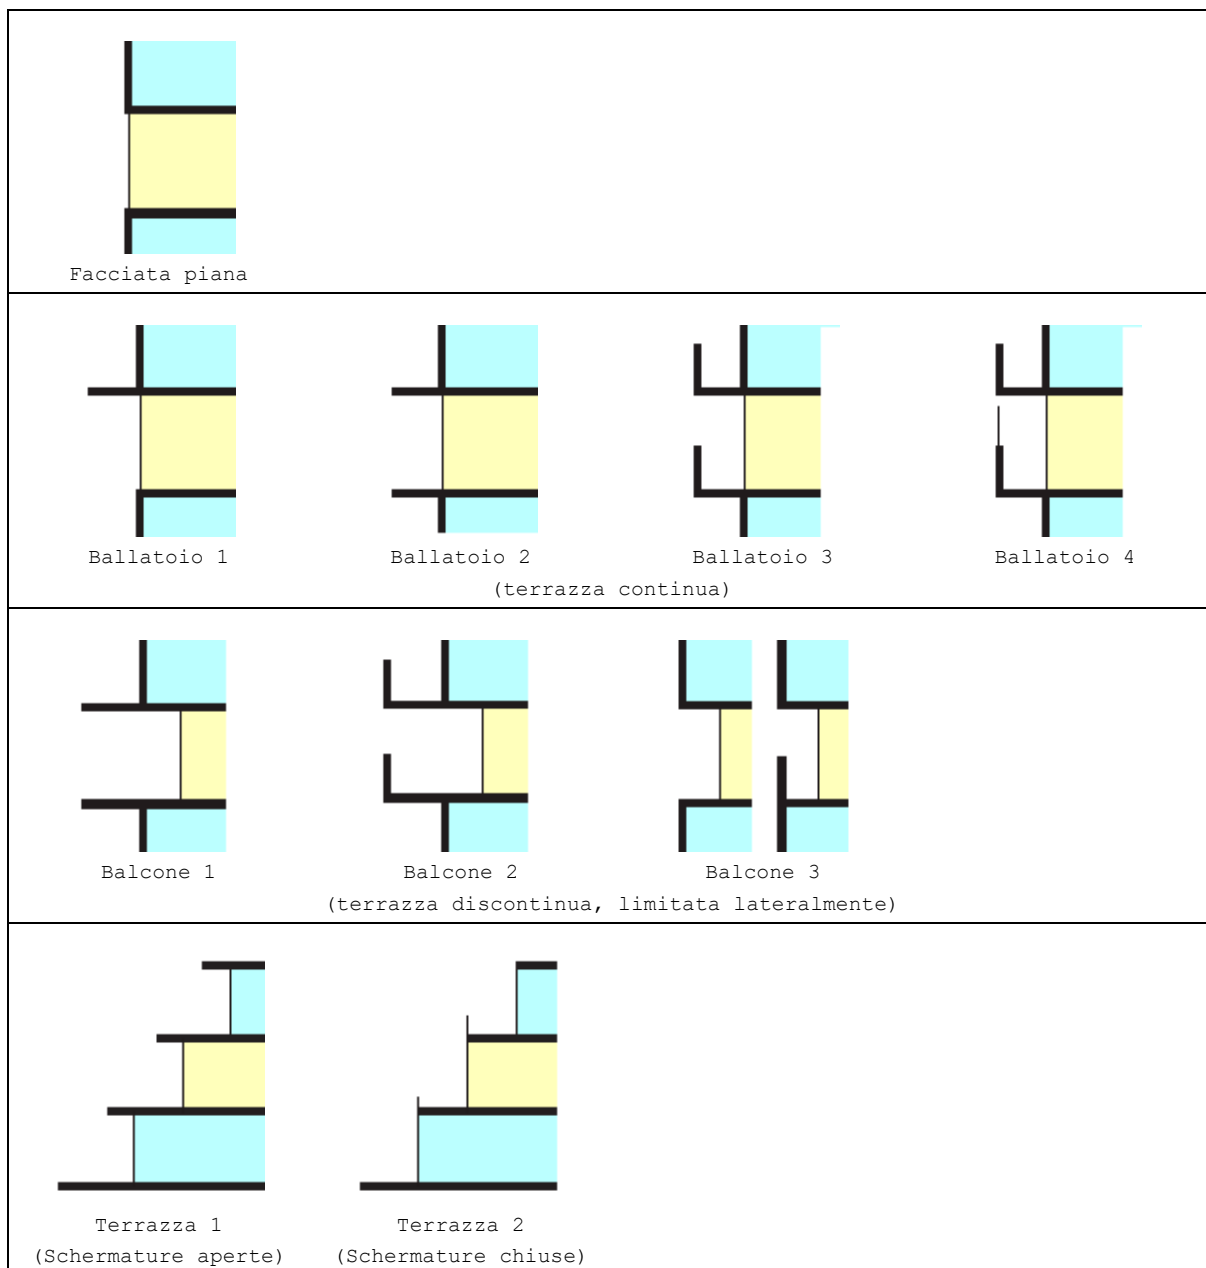 Facciata piana
Ballatoio 1
Ballatoio 2
Ballatoio 3
Ballatoio 4
(terrazza continua)
Balcone 1
Balcone 2
Balcone 3
(terrazza discontinua, limitata lateralmente)
Terrazza 1
Terrazza 2
(Schermature aperte)
(Schermature chiuse)